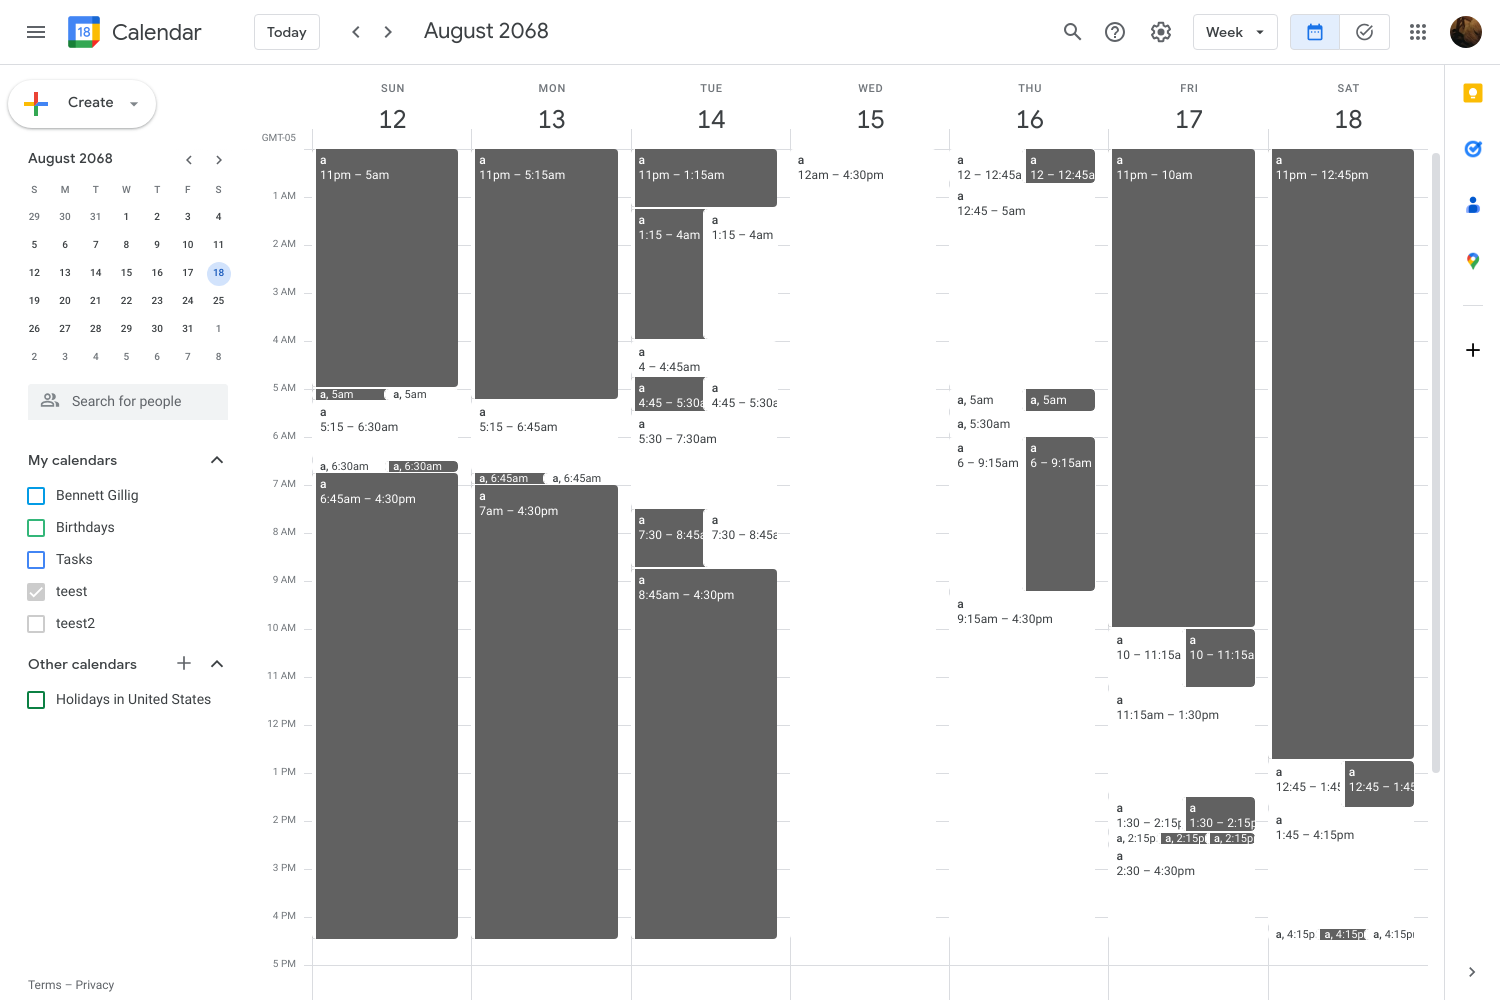 18 Calendar Today August 2068 Week
Create
August 2068
S M T W T F S
29 30 31 1 2 3 4
5 6 7 8 9 10 11
12 13 14 15 16 17 18
19 20 21 22 23 24 25
26 27 28 29 30 31 1
2 3 4 5 6 7 8
Search for people
My calendars
Bennett Gillig
Birthdays
Tasks
teest
teest2
Other calendars
Holidays in United States
Terms – Privacy
SUN MON TUE WED THU FRI SAT
12 13 14 15 16 17 18
GMT-05
1 AM
2 AM
3 AM
4 AM
5 AM
6 AM
7 AM
8 AM
9 AM
10 AM
11 AM
12 PM
1 PM
2 PM
3 PM
4 PM
5 PM
a
11pm – 5am
a, 5am a, 5am
a
5:15 – 6:30am
a, 6:30am a, 6:30am
a
6:45am – 4:30pm
a
11pm – 5:15am
a
5:15 – 6:45am
a, 6:45am a, 6:45am
a
7am – 4:30pm
a
11pm – 1:15am
a a
1:15 – 4am 1:15 – 4am
a
4 – 4:45am
a a
4:45 – 5:30a 4:45 – 5:30a
a
5:30 – 7:30am
a a
7:30 – 8:45a 7:30 – 8:45a
a
8:45am – 4:30pm
a
12am – 4:30pm
a a
12 – 12:45a 12 – 12:45a
a
12:45 – 5am
a, 5am a, 5am
a, 5:30am
a a
6 – 9:15am 6 – 9:15am
a
9:15am – 4:30pm
a
11pm – 10am
a a
10 – 11:15a 10 – 11:15a
a
11:15am – 1:30pm
a a
1:30 – 2:15p 1:30 – 2:15p
a, 2:15p a, 2:15p a, 2:15p
a
2:30 – 4:30pm
a
11pm – 12:45pm
a a
12:45 – 1:45 12:45 – 1:45
a
1:45 – 4:15pm
a, 4:15p a, 4:15p a, 4:15p